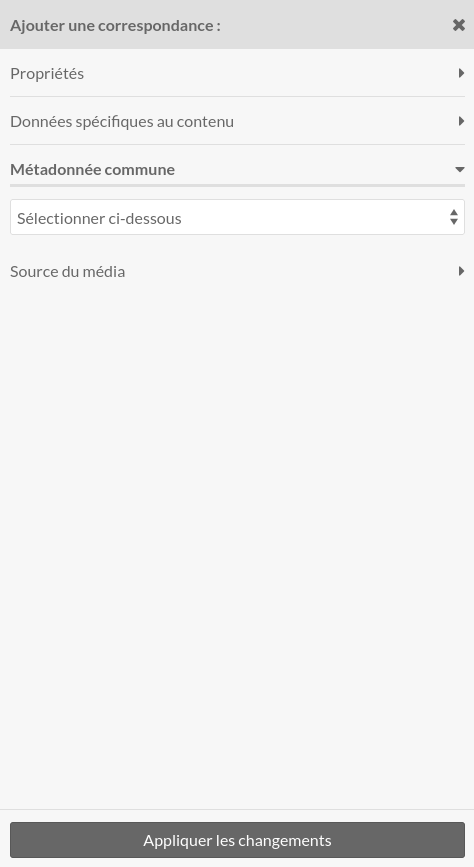 Ajouter une correspondance :
Propriétés
Données spécifiques au contenu
Métadonnée commune
Sélectionner ci-dessous
Source du média
Appliquer les changements